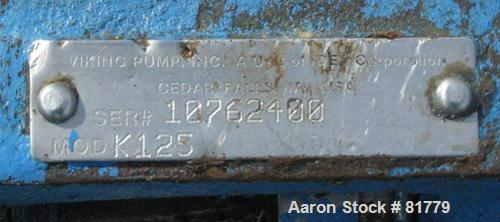 VIKING PUMP, INC. A Unit of IDEX Corporation
CEDAR FALLS, IA USA
SER# 10762400
MOD K125
Aaron Stock # 81779